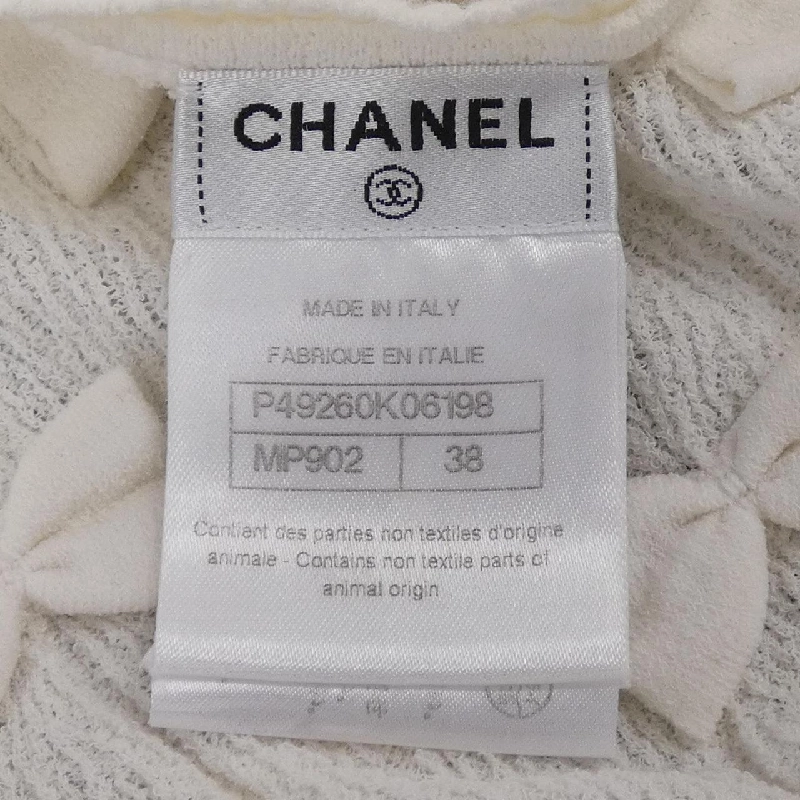 CHANEL
MADE IN ITALY
FABRIQUE EN ITALIE
P49260K06198
MP902 38
Contient des parties non textiles d'origine
animale - Contains non textile parts of
animal origin